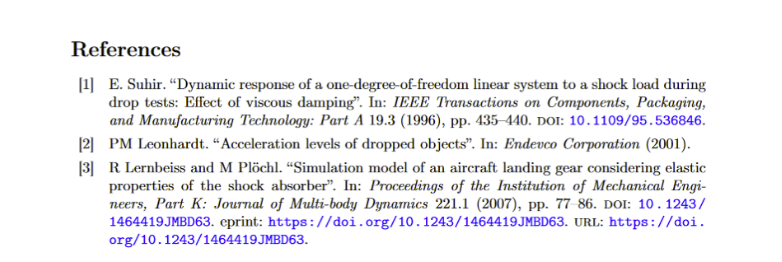 References
[1] E. Suhir. “Dynamic response of a one-degree-of-freedom linear system to a shock load during
drop tests: Effect of viscous damping”. In: IEEE Transactions on Components, Packaging,
and Manufacturing Technology: Part A 19.3 (1996), pp. 435–440. DOI: 10.1109/95.536846.
[2] PM Leonhardt. “Acceleration levels of dropped objects”. In: Endevco Corporation (2001).
[3] R Lernbeiss and M Plöchl. “Simulation model of an aircraft landing gear considering elastic
properties of the shock absorber”. In: Proceedings of the Institution of Mechanical Engi-
neers, Part K: Journal of Multi-body Dynamics 221.1 (2007), pp. 77–86. DOI: 10.1243/
1464419JMBD63. eprint: https://doi.org/10.1243/1464419JMBD63. URL: https://doi.
org/10.1243/1464419JMBD63.